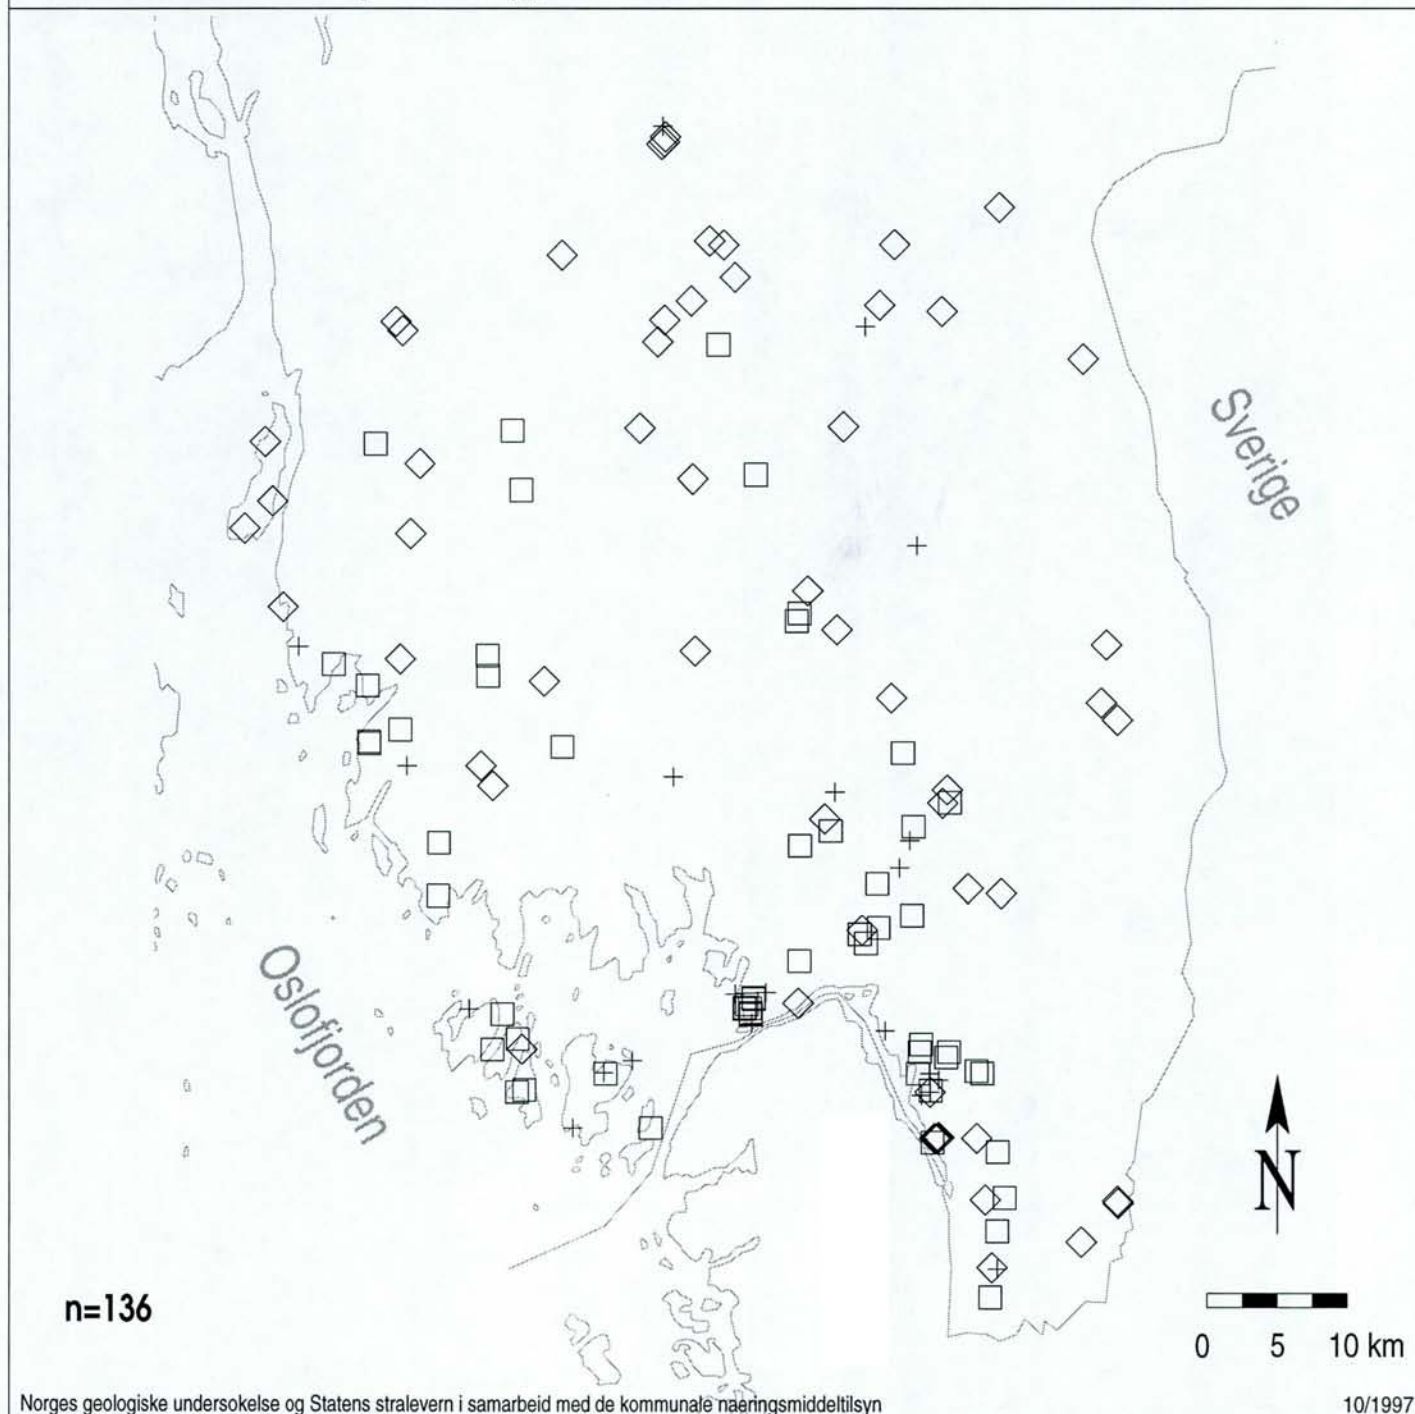 Sverige
Oslofjorden
N
n=136
0 5 10 km
Norges geologiske undersokelse og Statens stralevern i samarbeid med de kommunale næringsmiddeltilsyn
10/1997